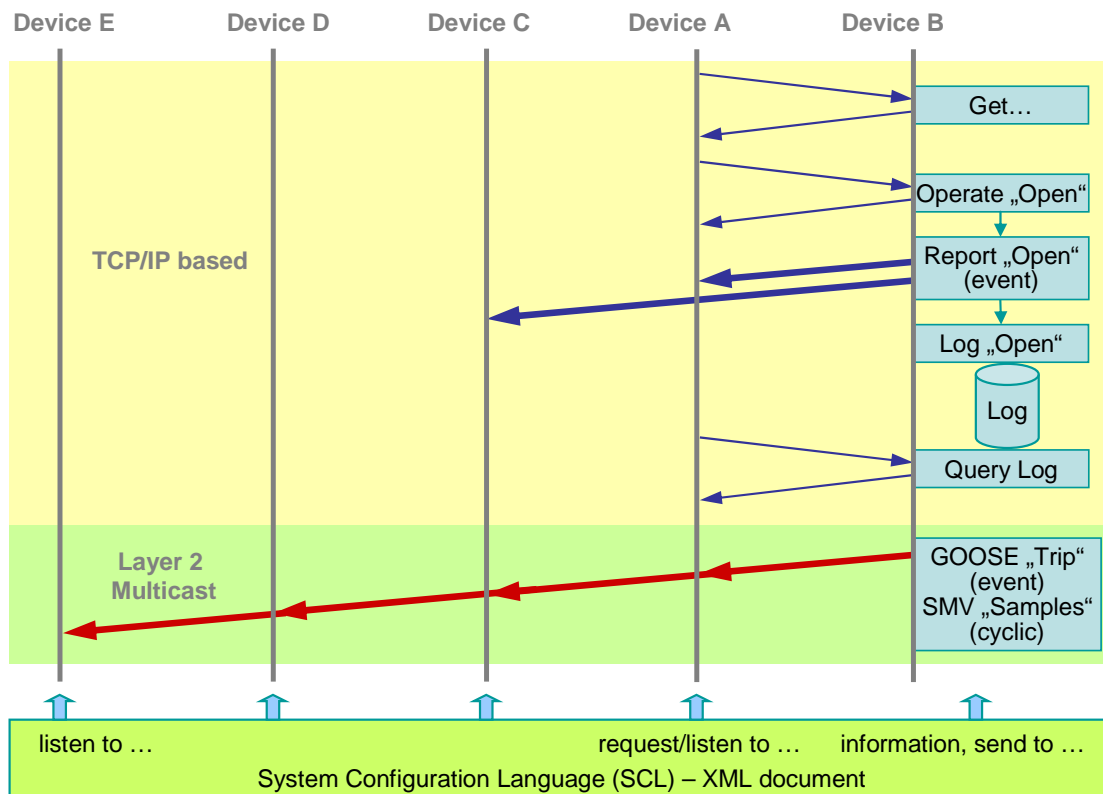 Device E Device D Device C Device A Device B
Get…
Operate „Open“
TCP/IP based
Report „Open“
(event)
Log „Open“
Log
Query Log
Layer 2
Multicast
GOOSE „Trip“
(event)
SMV „Samples“
(cyclic)
listen to … request/listen to … information, send to …
System Configuration Language (SCL) – XML document